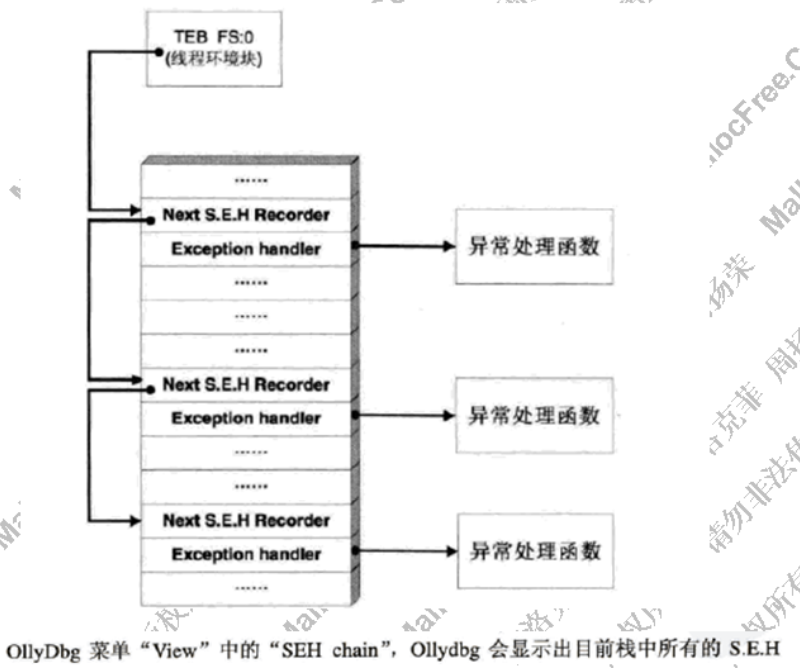 TEB FS:0
(线程环境块)
......
Next S.E.H Recorder
Exception handler
异常处理函数
......
......
......
Next S.E.H Recorder
Exception handler
异常处理函数
......
......
Next S.E.H Recorder
Exception handler
异常处理函数
......
OllyDbg 菜单“View”中的“SEH chain”，Ollydbg 会显示出目前栈中所有的 S.E.H